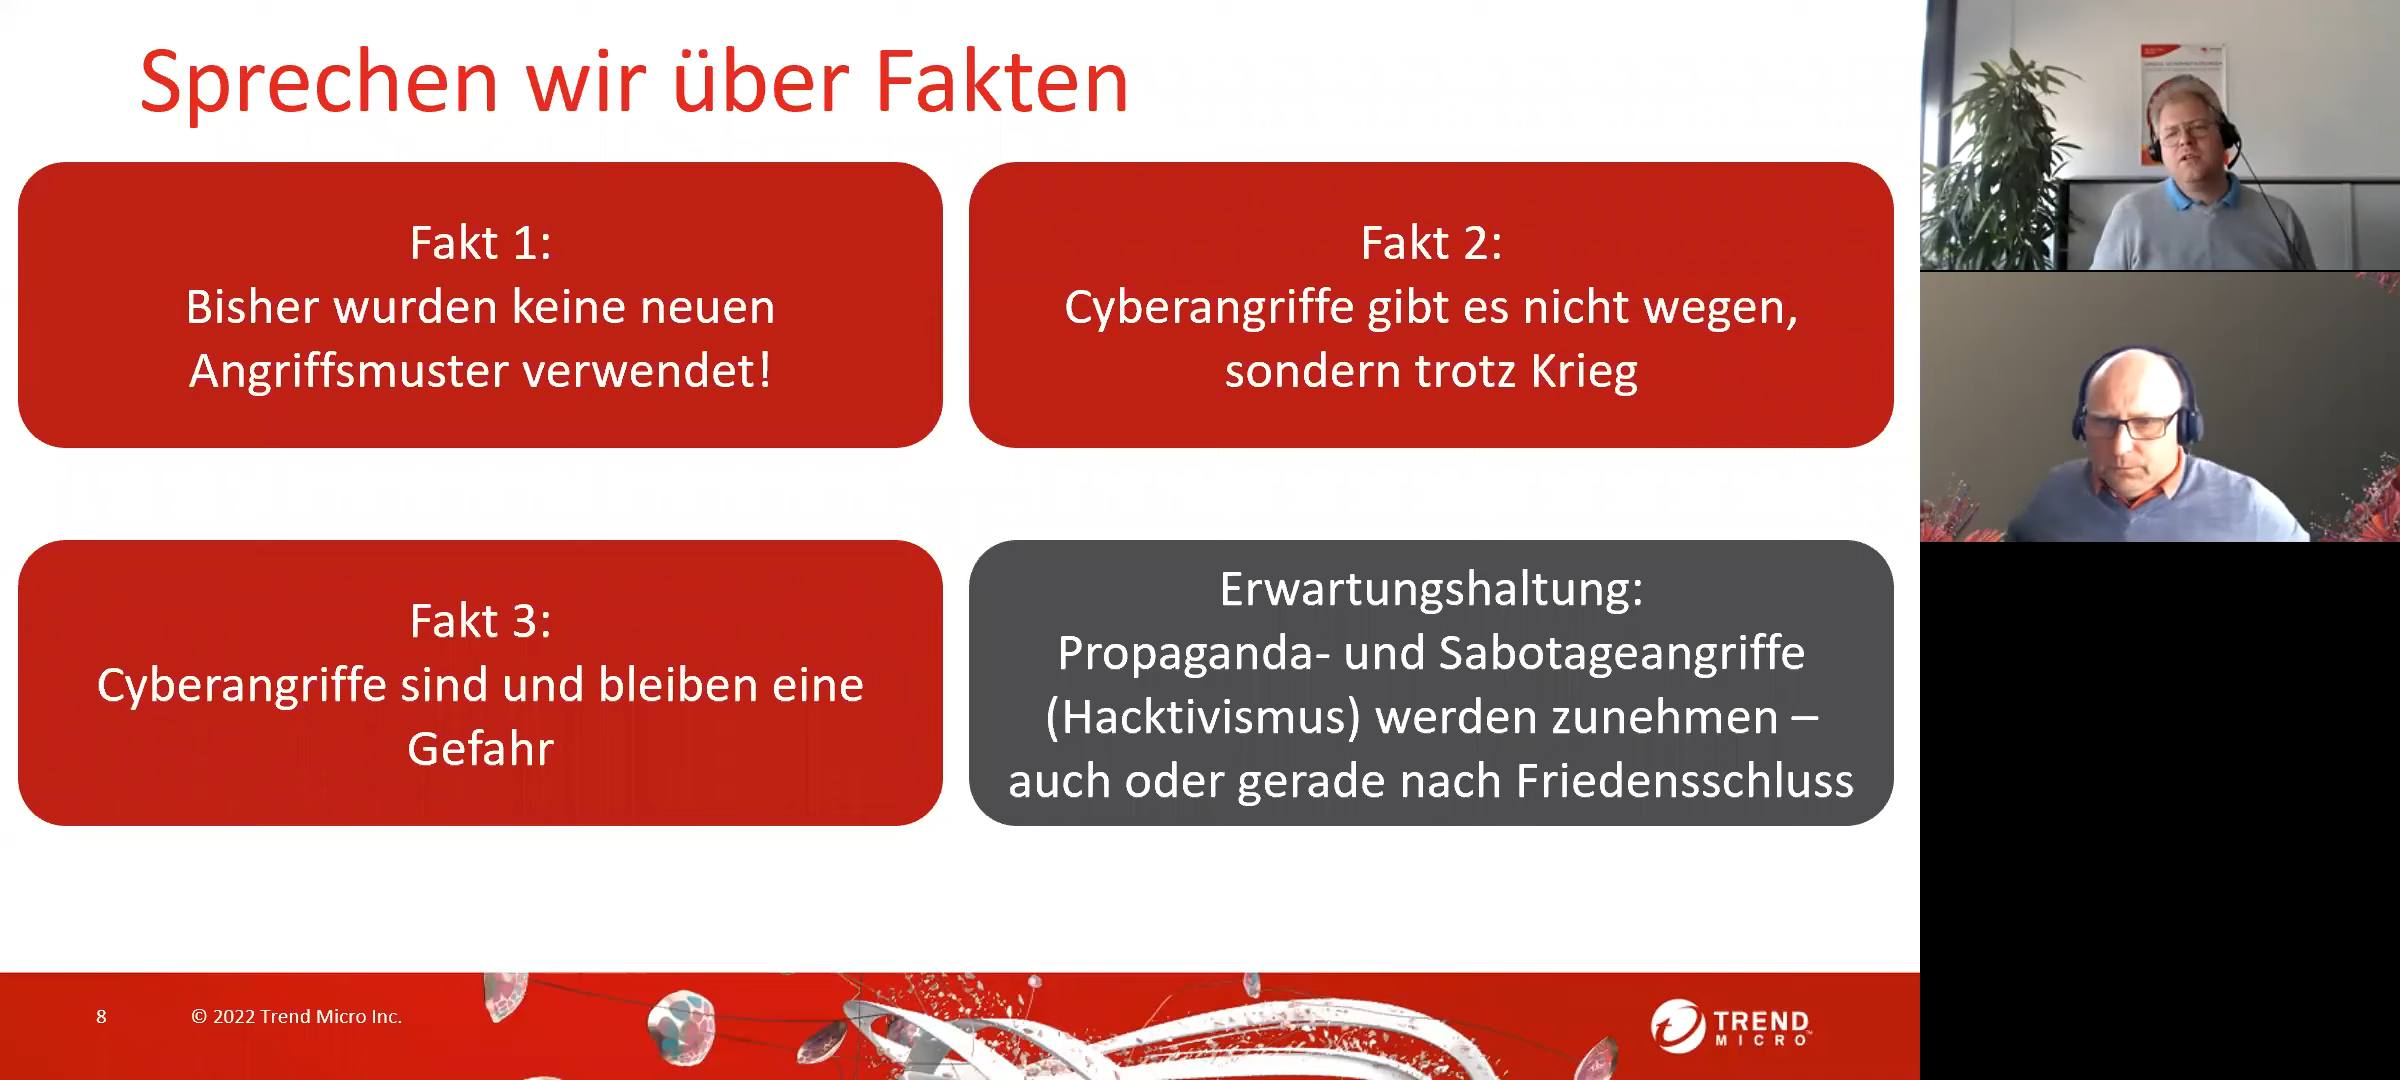 Sprechen wir über Fakten
Fakt 1:
Bisher wurden keine neuen
Angriffsmuster verwendet!
Fakt 2:
Cyberangriffe gibt es nicht wegen,
sondern trotz Krieg
Fakt 3:
Cyberangriffe sind und bleiben eine
Gefahr
Erwartungshaltung:
Propaganda- und Sabotageangriffe
(Hacktivismus) werden zunehmen –
auch oder gerade nach Friedensschluss
8
© 2022 Trend Micro Inc.
TREND
MICRO™